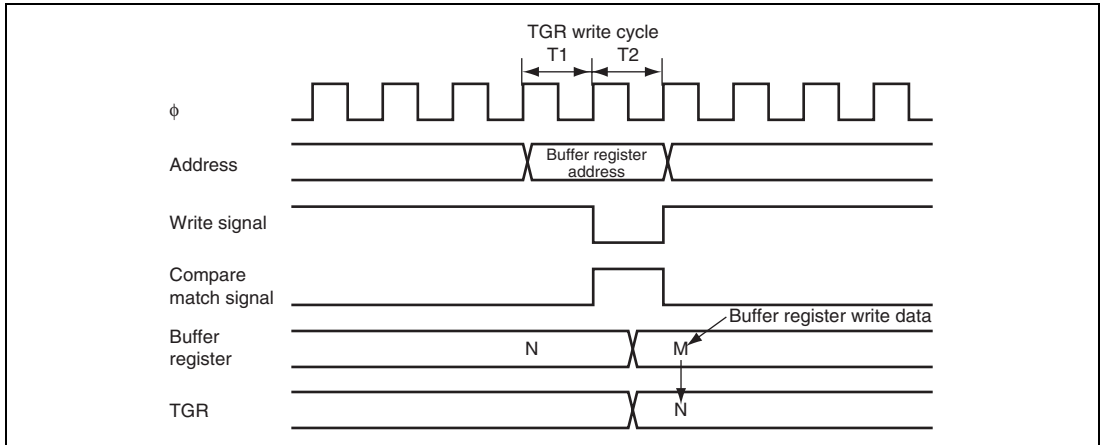 TGR write cycle
T1 T2
ϕ
Address
Buffer register
address
Write signal
Compare
match signal
Buffer register write data
Buffer
register
N M
TGR
N